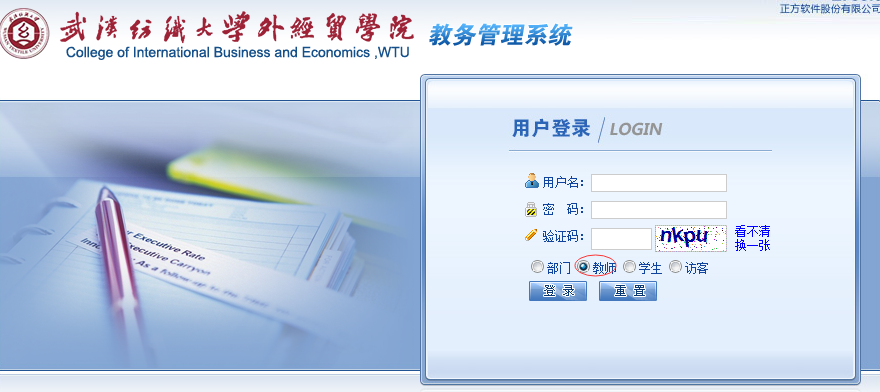 正方软件股份有限公司
武漢紡織大学外經貿學院
College of International Business and Economics ,WTU
教务管理系统
用户登录 / LOGIN
用户名：
密 码：
验证码： nkpu 看不清
换一张
部门 教师 学生 访客
登 录 重 置
Executive Rate
Executive Carryon
As a follow-up to the